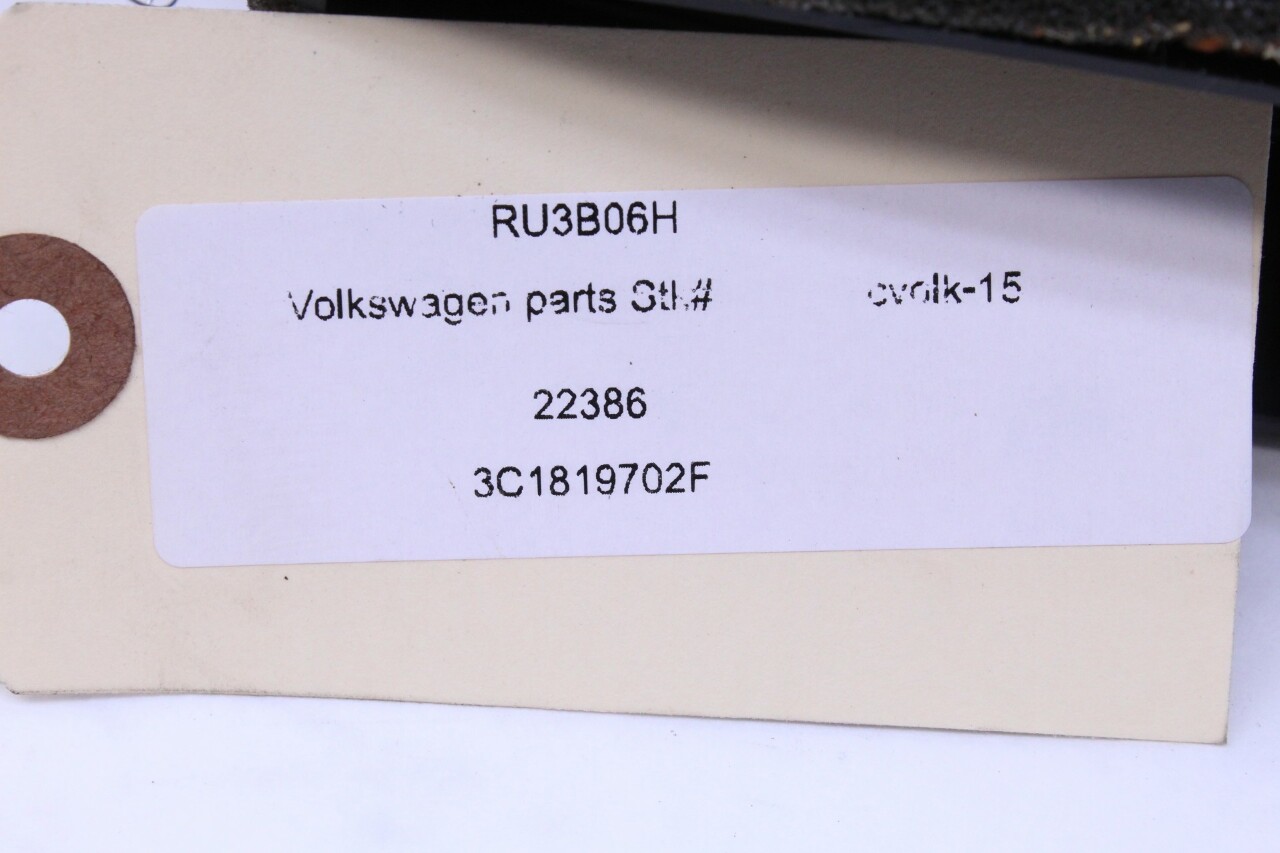 RU3B06H
Volkswagen parts Stk# cvolk-15
22386
3C1819702F